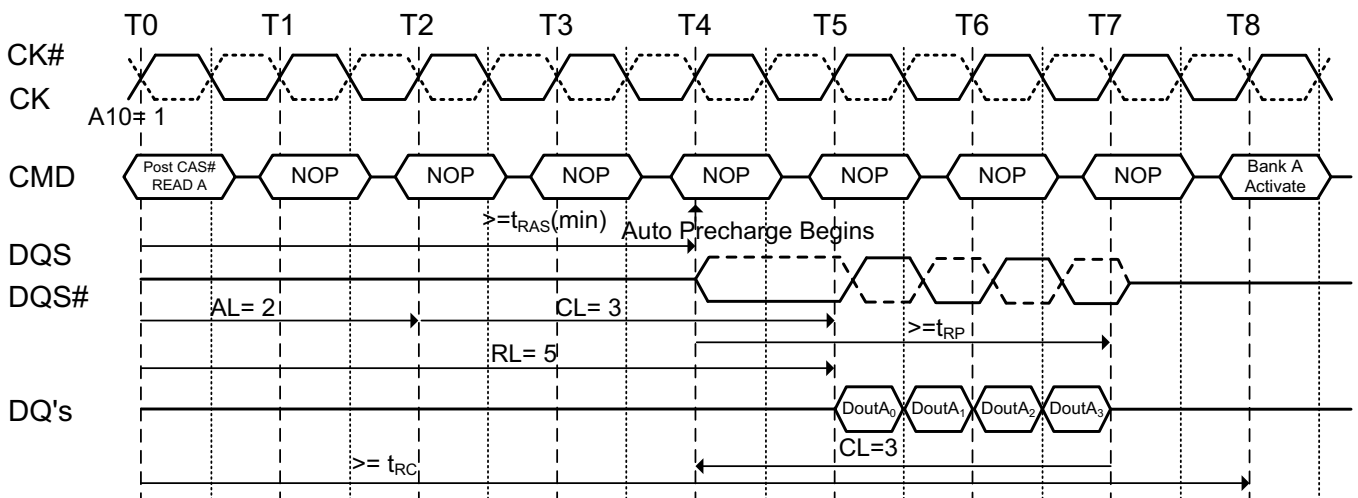 T0 T1 T2 T3 T4 T5 T6 T7 T8
CK#
CK
A10= 1
CMD
Post CAS#
READ A
NOP NOP NOP NOP NOP NOP NOP
Bank A
Activate
>=tRAS(min)
Auto Precharge Begins
DQS
DQS#
AL= 2
CL= 3
>=tRP
RL= 5
DQ's
DoutA0 DoutA1 DoutA2 DoutA3
CL=3
>= tRC